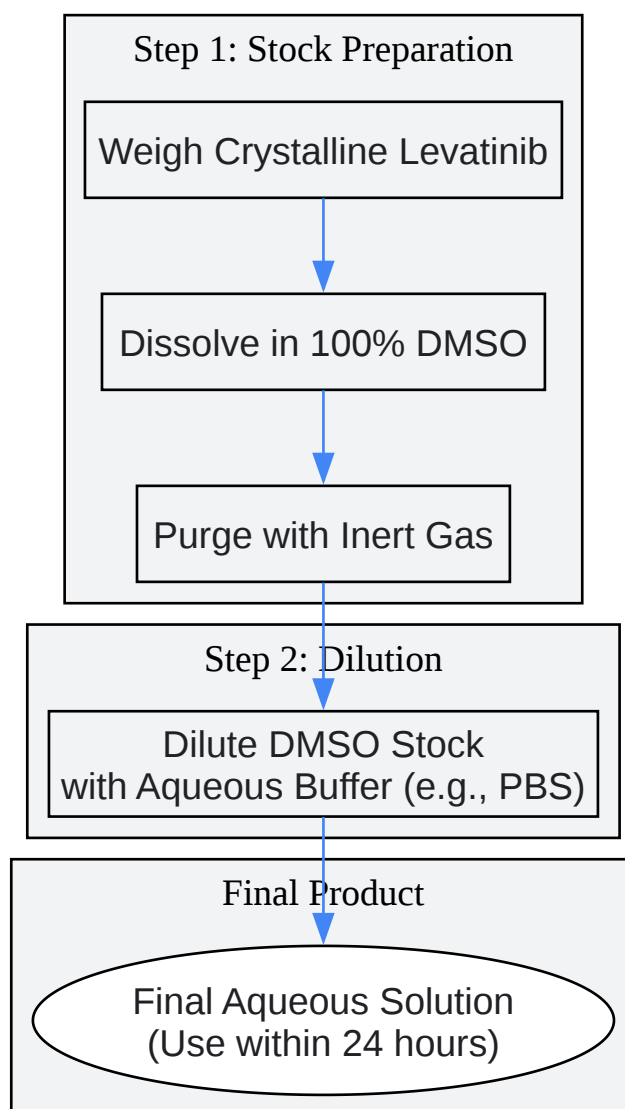 Step 1: Stock Preparation
Weigh Crystalline Levatinib
Dissolve in 100% DMSO
Purge with Inert Gas
Step 2: Dilution
Dilute DMSO Stock
with Aqueous Buffer (e.g., PBS)
Final Product
Final Aqueous Solution
(Use within 24 hours)